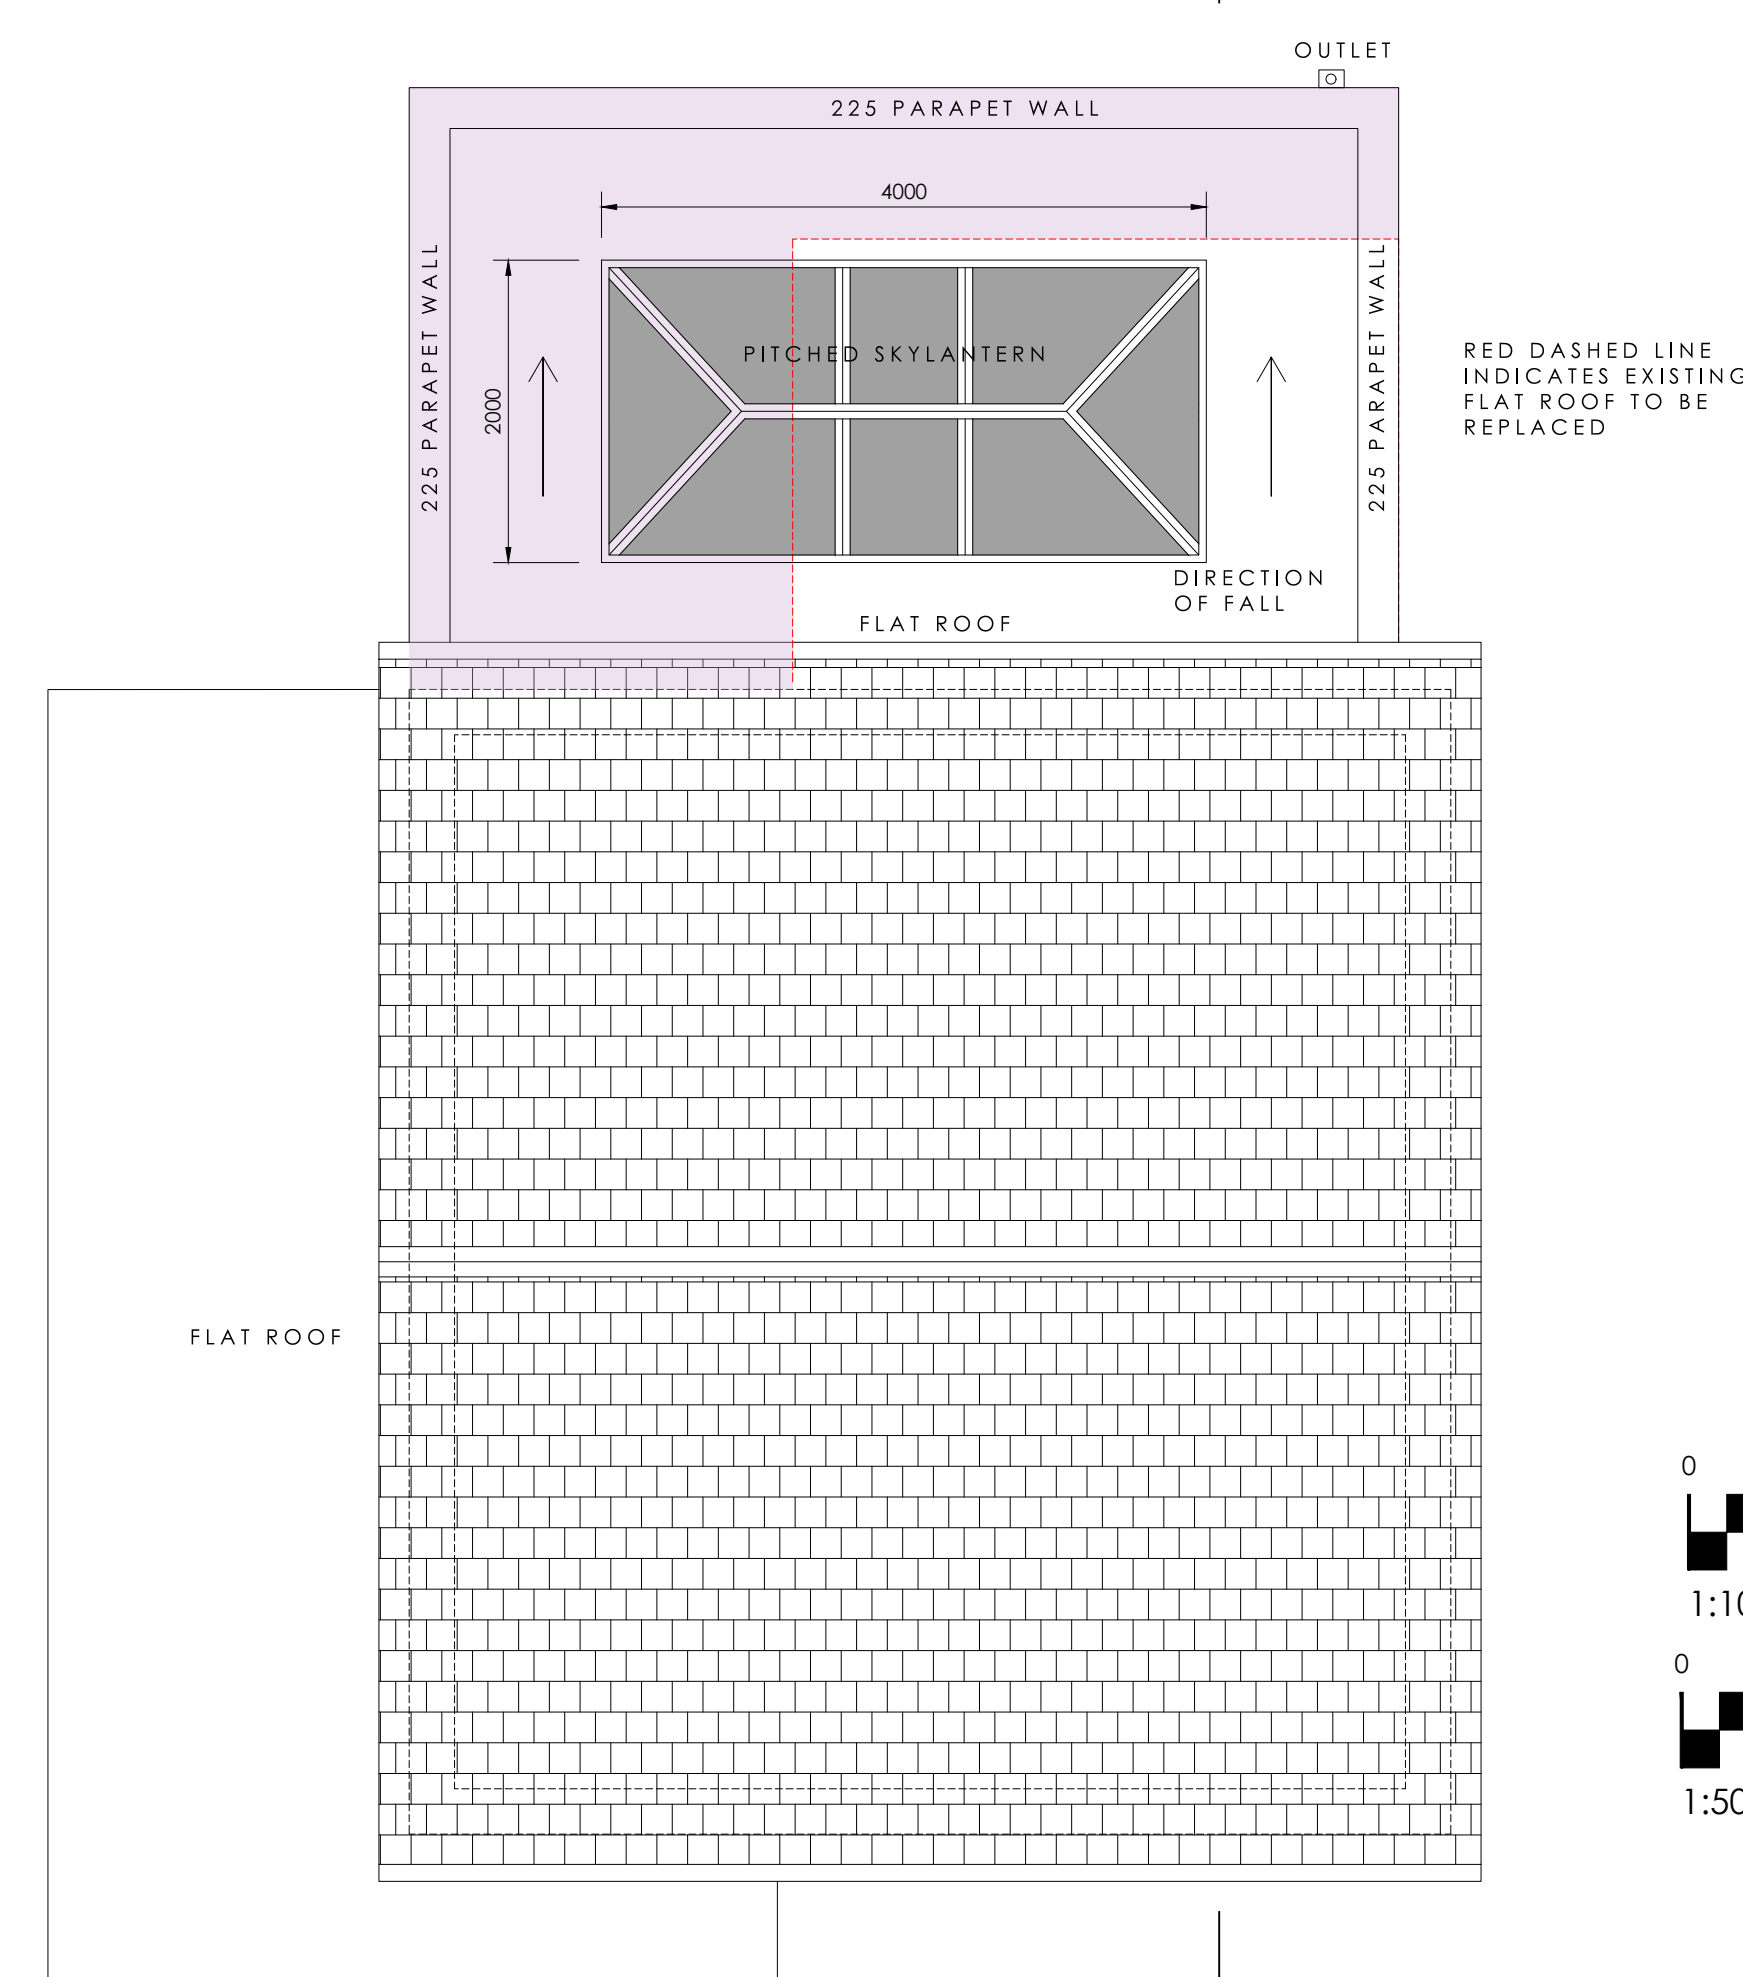 OUTLET
225 PARAPET WALL
4000
225 PARAPET WALL
225 PARAPET WALL
2000
PITCHED SKYLANTERN
RED DASHED LINE
INDICATES EXISTING
FLAT ROOF TO BE
REPLACED
DIRECTION
OF FALL
FLAT ROOF
FLAT ROOF
0
0